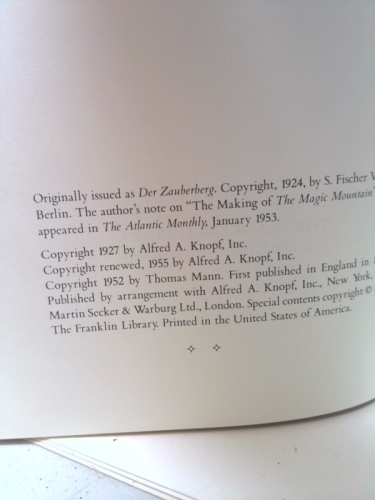 Originally issued as Der Zauberberg. Copyright, 1924, by S. Fischer
Berlin. The author's note on "The Making of The Magic Mountain"
appeared in The Atlantic Monthly, January 1953.
Copyright 1927 by Alfred A. Knopf, Inc.
Copyright renewed, 1955 by Alfred A. Knopf, Inc.
Copyright 1952 by Thomas Mann. First published in England in
Published by arrangement with Alfred A. Knopf, Inc., New York,
Martin Secker & Warburg Ltd., London. Special contents copyright ©
The Franklin Library. Printed in the United States of America.